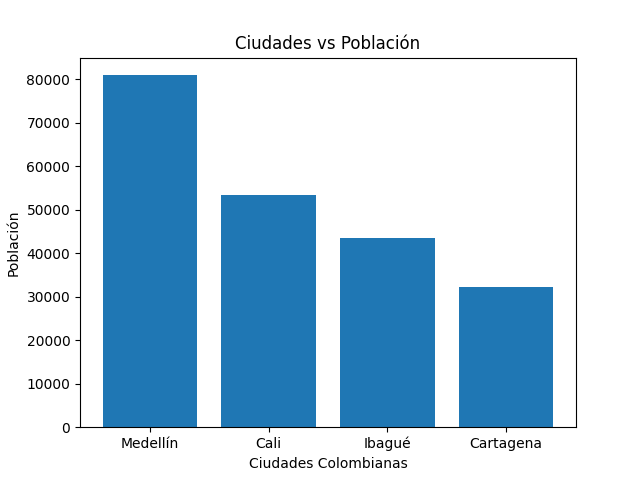 Ciudades vs Población
80000
70000
60000
50000
40000
30000
20000
10000
0
Población
Medellín
Cali
Ibagué
Cartagena
Ciudades Colombianas